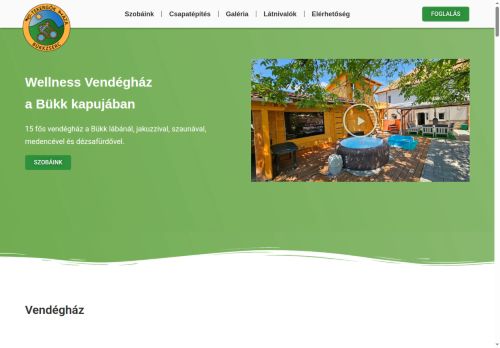 Szobáink
Csapatépítés
Galéria
Látnivalók
Elérhetőség
FOGLALÁS
BÜKKZSÉRC
Wellness Vendégház
a Bükk kapujában
15 fős vendégház a Bükk lábánál, jakuzzival, szaunával,
medencével és dézsafürdővel.
SZOBÁINK
Vendégház